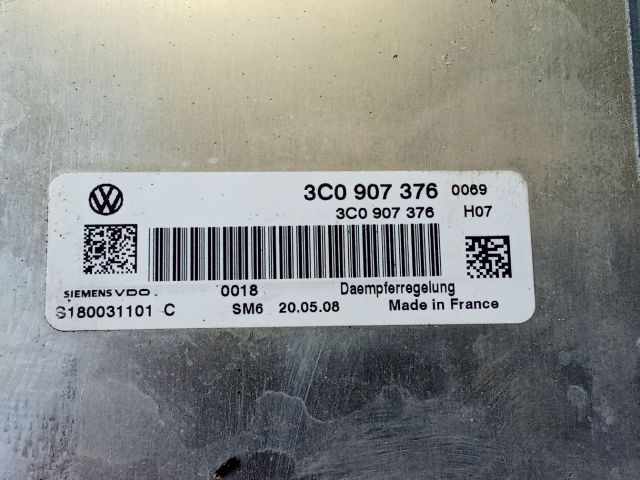 3C0 907 376 0069
3C0 907 376 H07
SIEMENS VDO 0018 Daempferregelung
S180031101 C SM6 20.05.08 Made in France